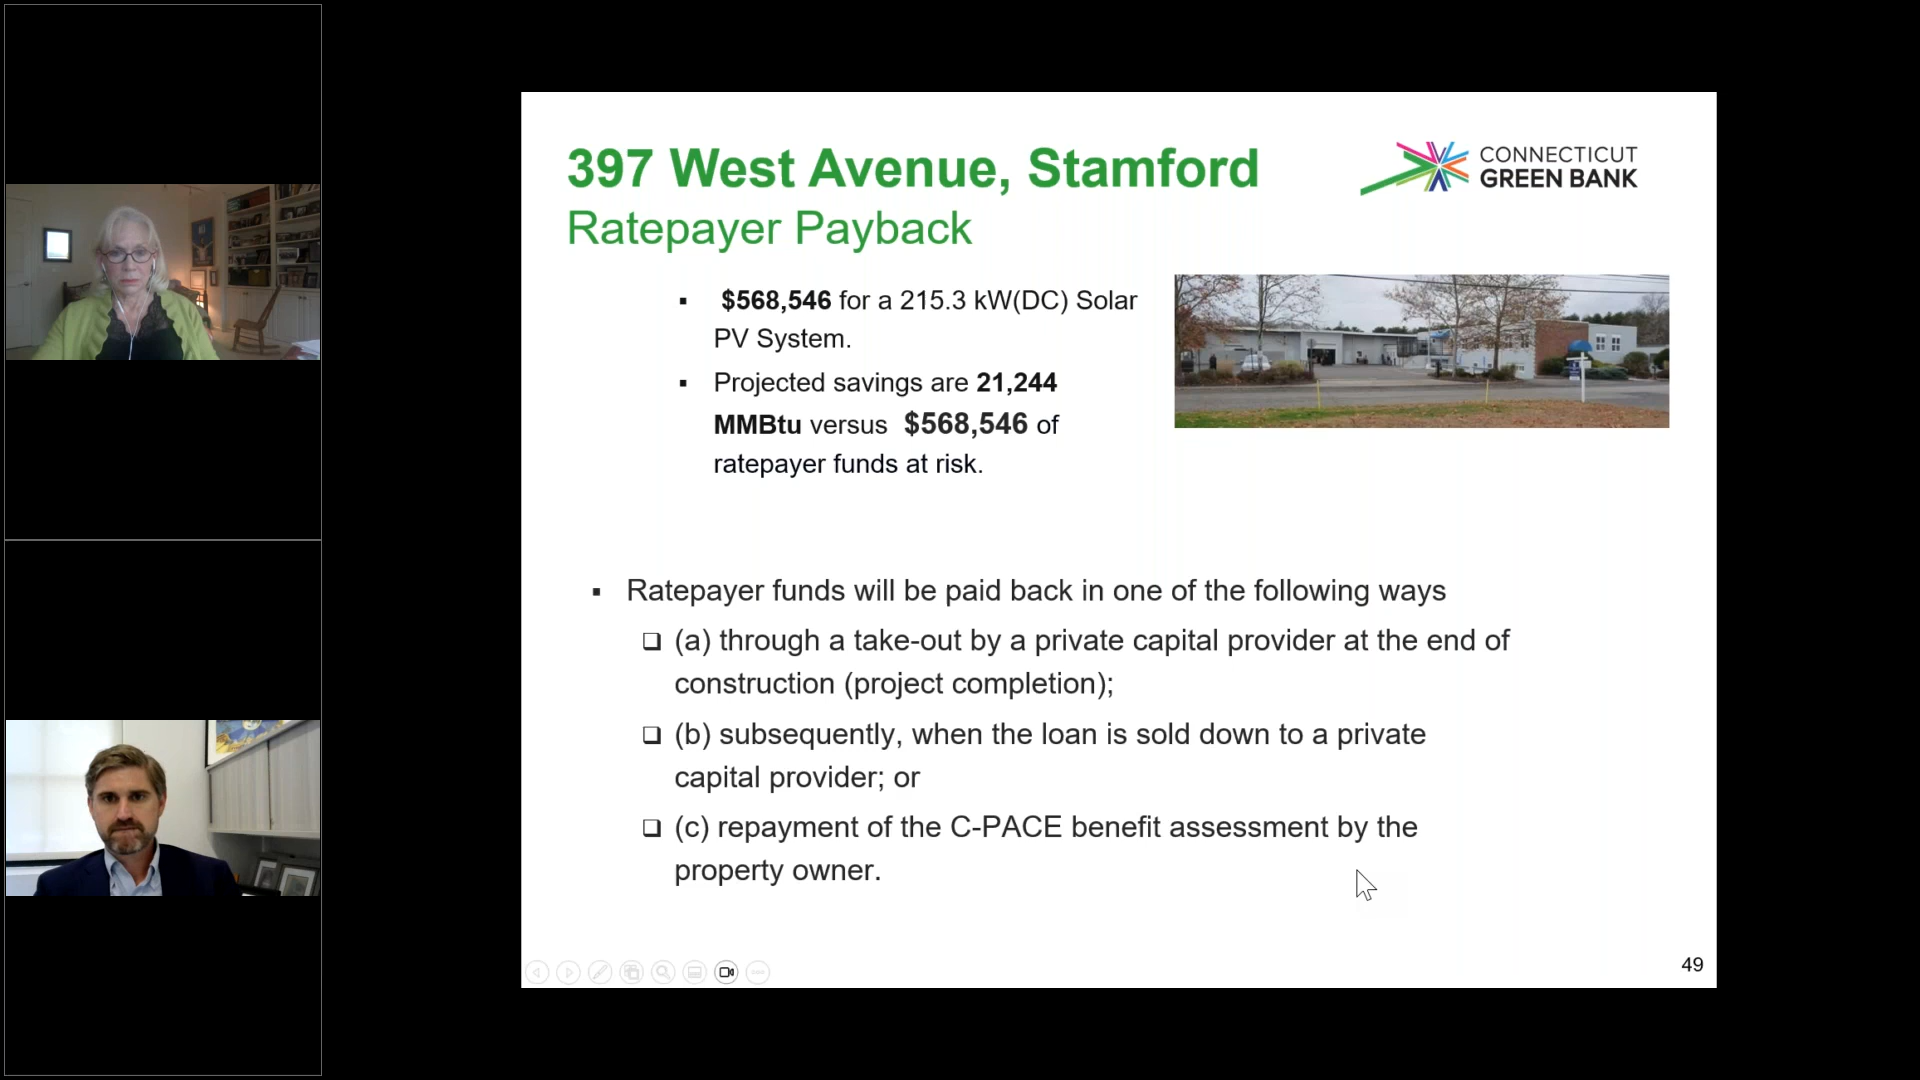 397 West Avenue, Stamford
Ratepayer Payback
CONNECTICUT
GREEN BANK
▪ $568,546 for a 215.3 kW(DC) Solar
PV System.
▪ Projected savings are 21,244
MMBtu versus $568,546 of
ratepayer funds at risk.
▪ Ratepayer funds will be paid back in one of the following ways
❑ (a) through a take-out by a private capital provider at the end of
construction (project completion);
❑ (b) subsequently, when the loan is sold down to a private
capital provider; or
❑ (c) repayment of the C-PACE benefit assessment by the
property owner.
49